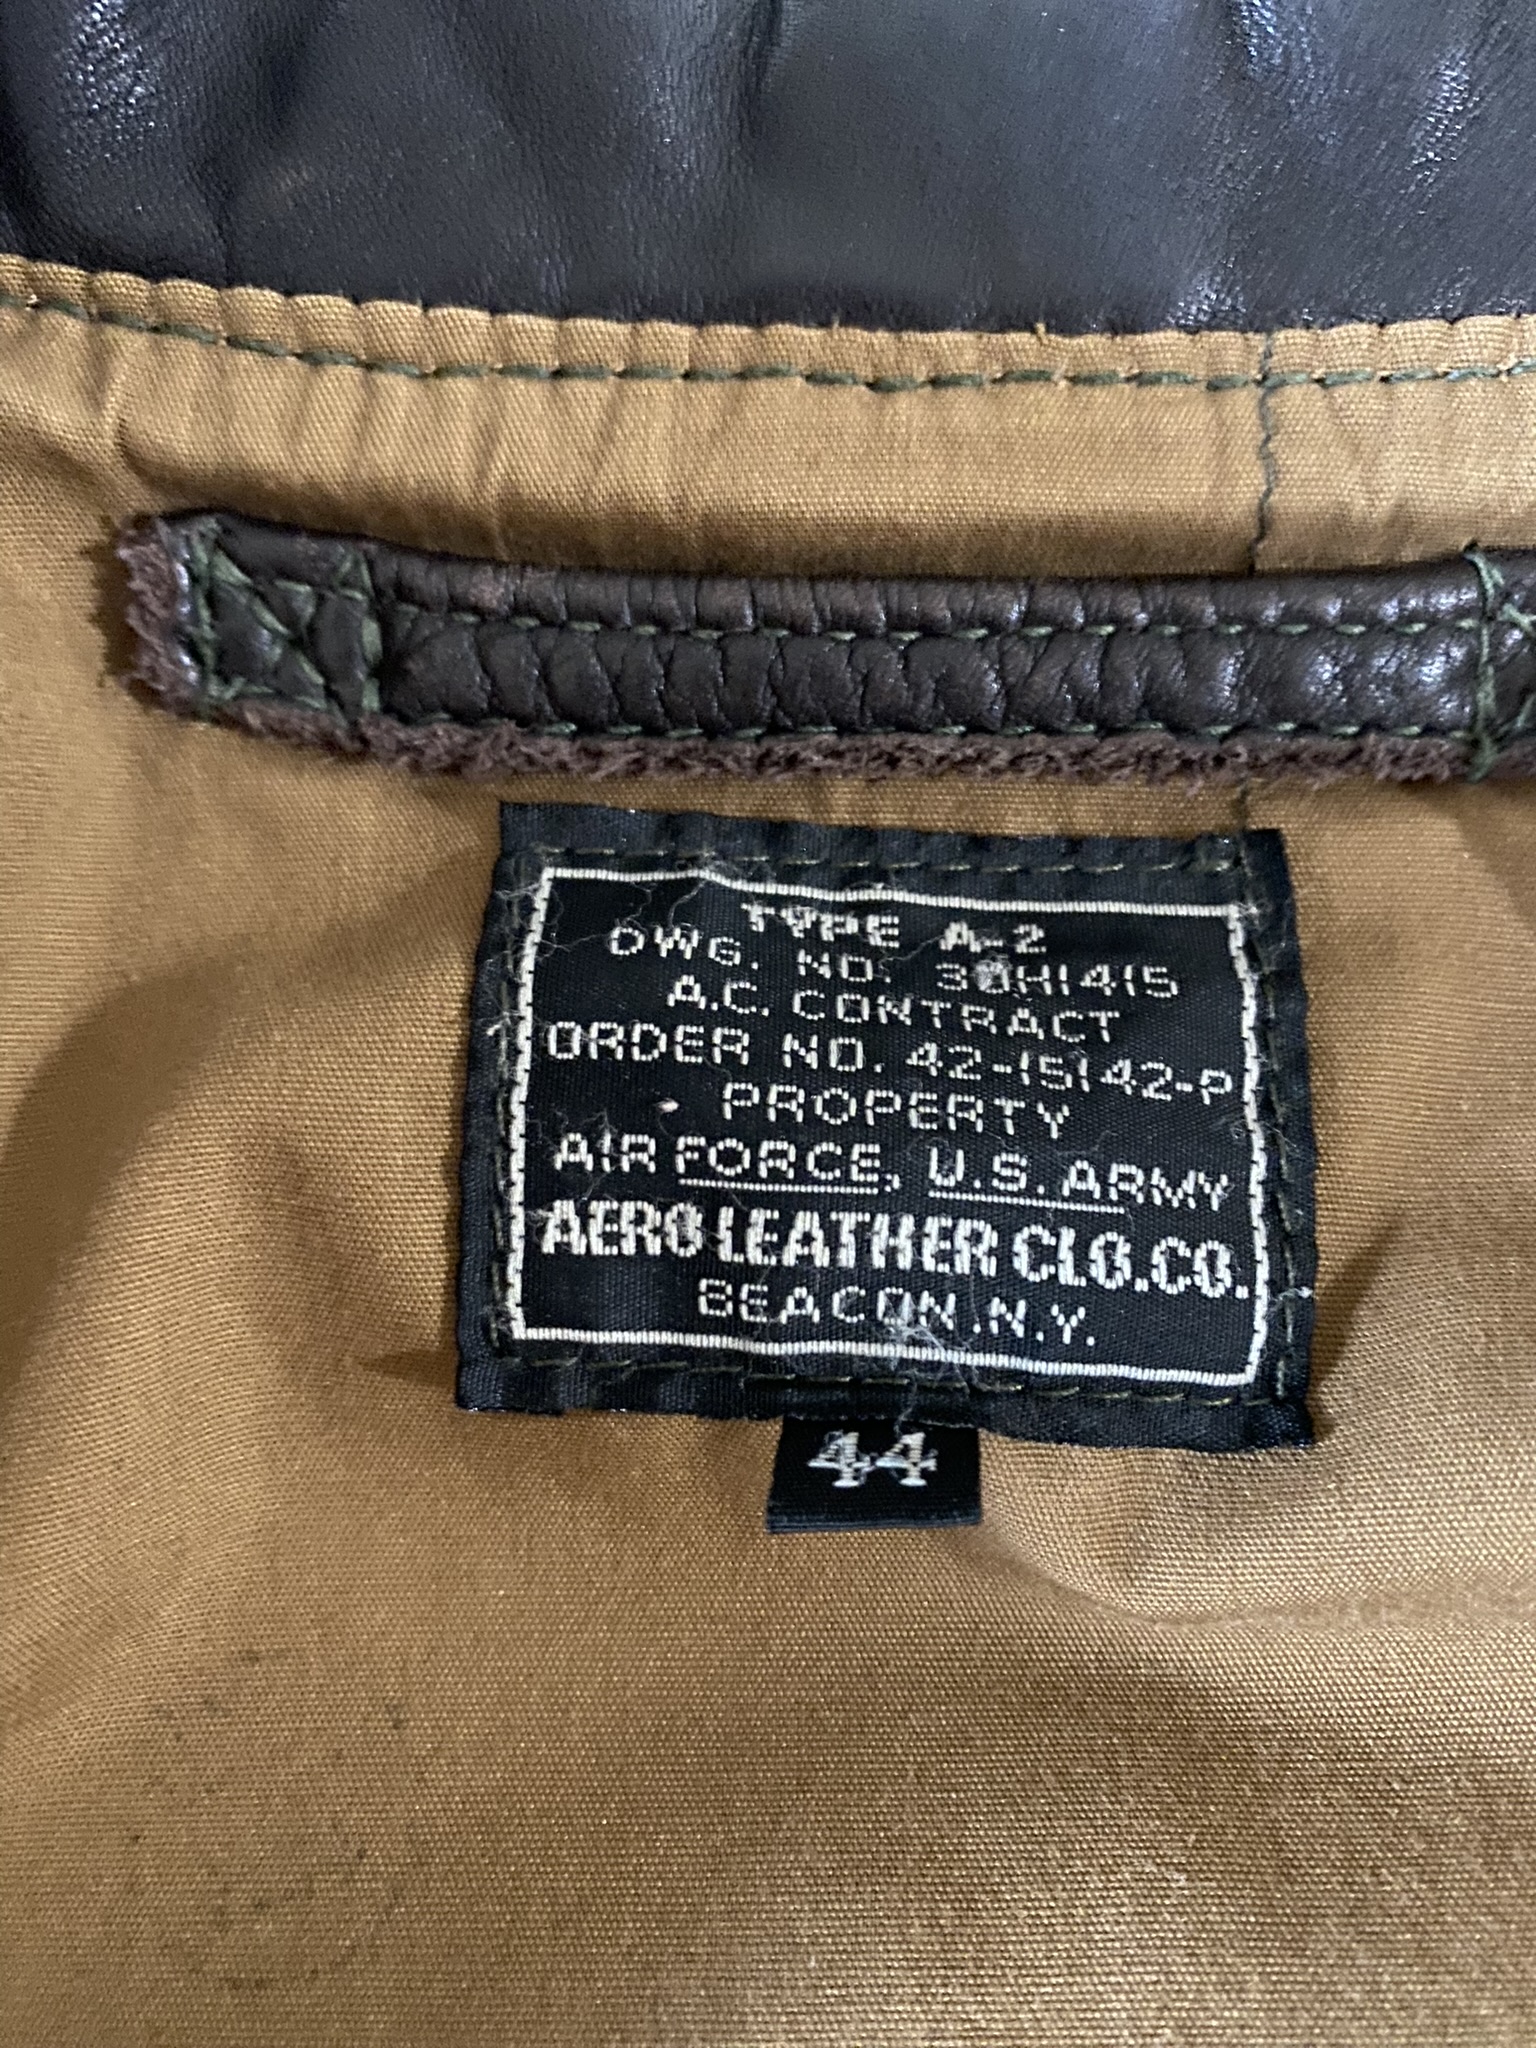 TYPE A-2
DWG. NO. 30H1415
A.C. CONTRACT
ORDER NO. 42-15142-P
PROPERTY
AIR FORCE, U.S. ARMY
AERO LEATHER CLG.CO.
BEACON.N.Y.
44